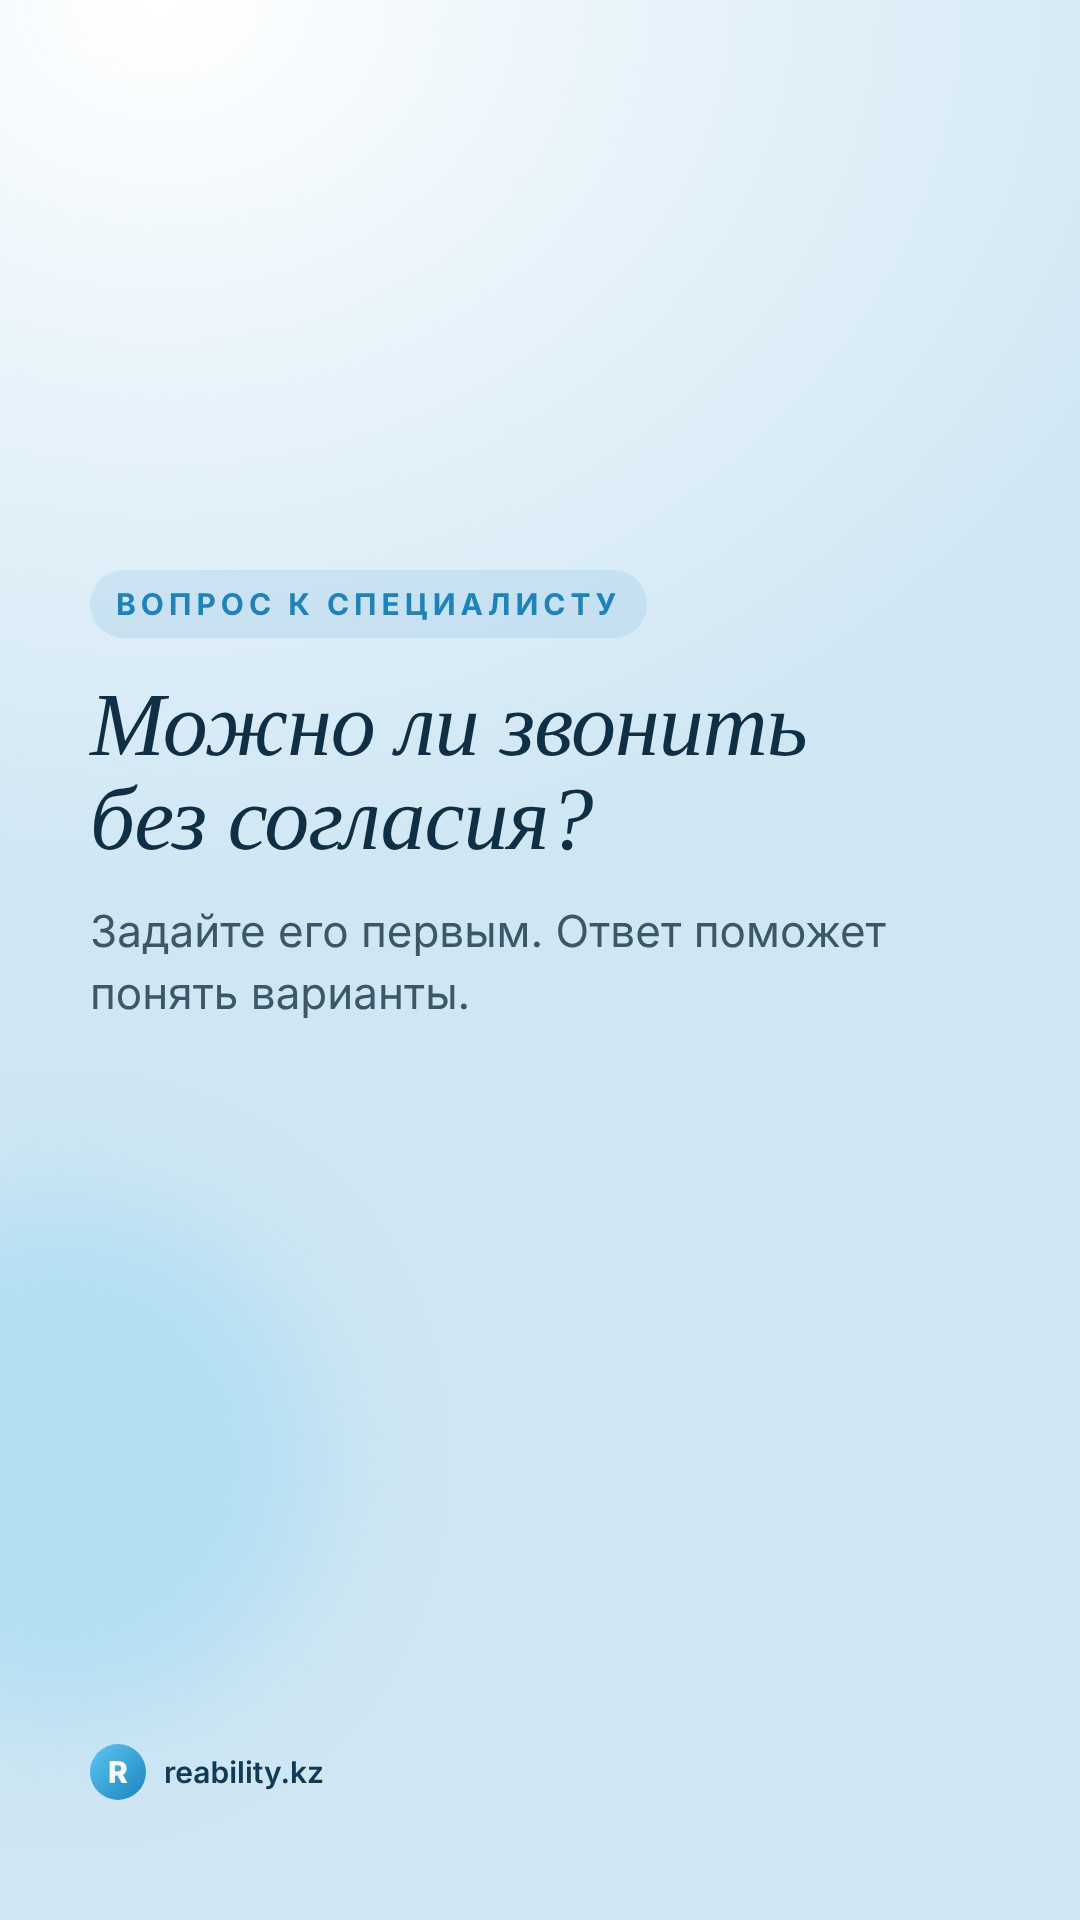 ВОПРОС К СПЕЦИАЛИСТУ
Можно ли звонить
без согласия?
Задайте его первым. Ответ поможет
понять варианты.
R reability.kz